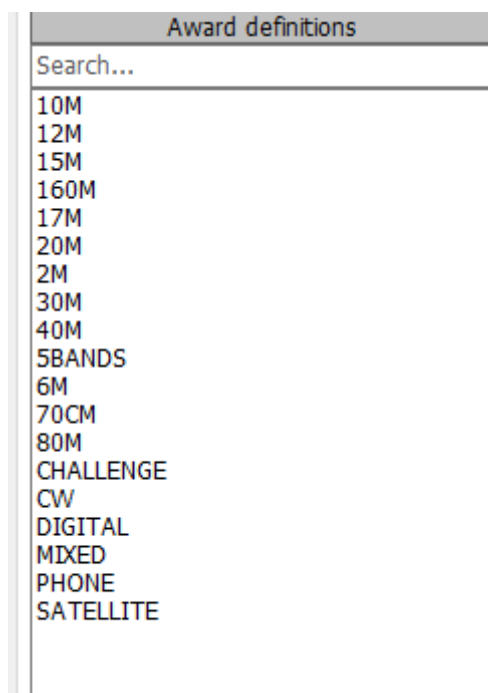 Award definitions
Search...
10M
12M
15M
160M
17M
20M
2M
30M
40M
5BANDS
6M
70CM
80M
CHALLENGE
CW
DIGITAL
MIXED
PHONE
SATELLITE